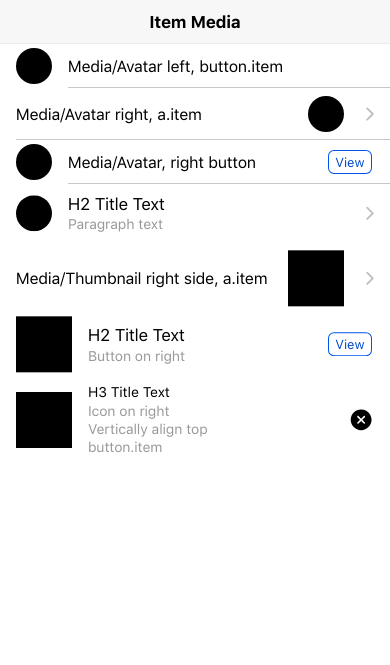 Item Media
Media/Avatar left, button.item
Media/Avatar right, a.item
Media/Avatar, right button
View
H2 Title Text
Paragraph text
Media/Thumbnail right side, a.item
H2 Title Text
Button on right
View
H3 Title Text
Icon on right
Vertically align top
button.item